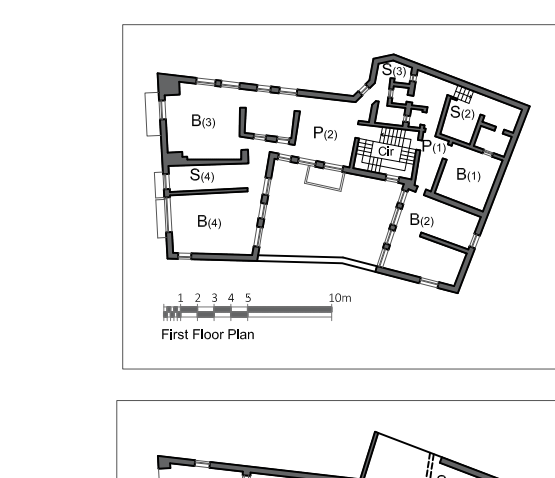 S(3)
S(2)
B(3)
P(2)
Cir
P(1)
S(4)
B(1)
B(4)
B(2)
1 2 3 4 5 10m
First Floor Plan